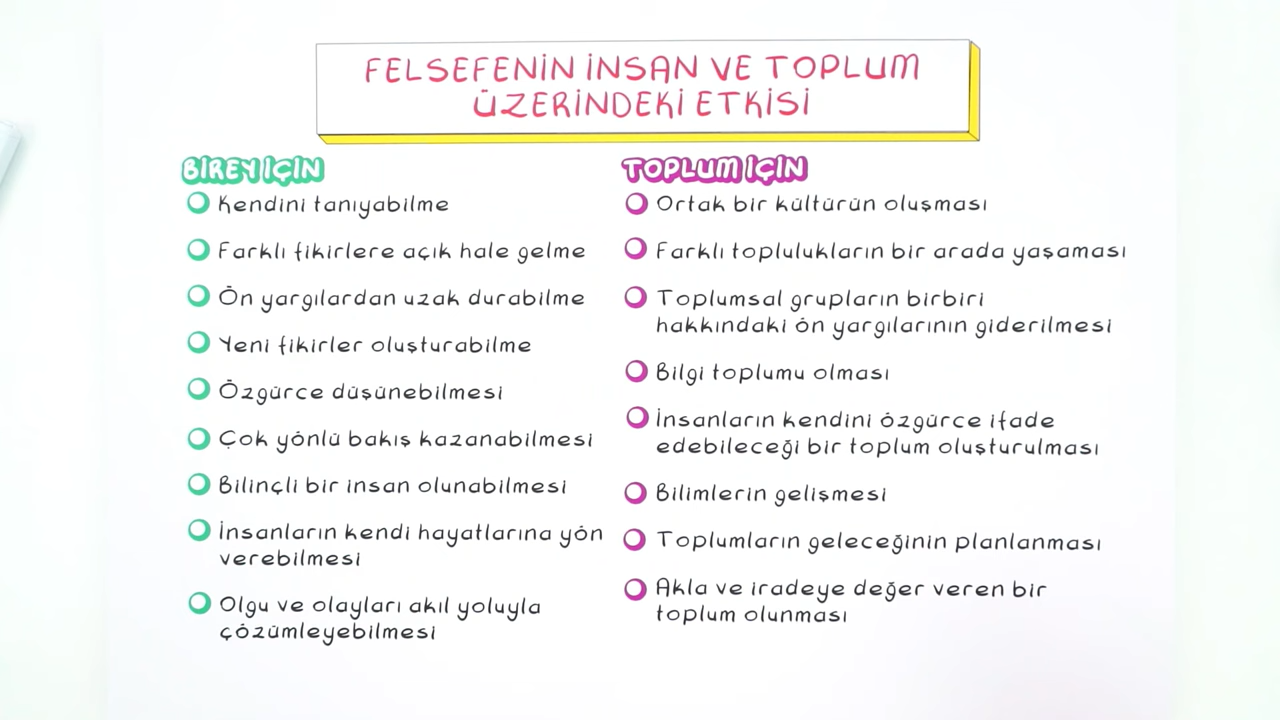 FELSEFENİN İNSAN VE TOPLUM
ÜZERİNDEKİ ETKİSİ
BİREY İÇİN
Kendini tanıyabilme
Farklı fikirlere açık hale gelme
Ön yargılardan uzak durabilme
Yeni fikirler oluşturabilme
Özgürce düşünebilmesi
Çok yönlü bakış kazanabilmesi
Bilinçli bir insan olunabilmesi
İnsanların kendi hayatlarına yön
verebilmesi
Olgu ve olayları akıl yoluyla
çözümleyebilmesi
TOPLUM İÇİN
Ortak bir kültürün oluşması
Farklı toplulukların bir arada yaşaması
Toplumsal grupların birbiri
hakkındaki ön yargılarının giderilmesi
Bilgi toplumu olması
İnsanların kendini özgürce ifade
edebileceği bir toplum oluşturulması
Bilimlerin gelişmesi
Toplumların geleceğinin planlanması
Akla ve iradeye değer veren bir
toplum olunması